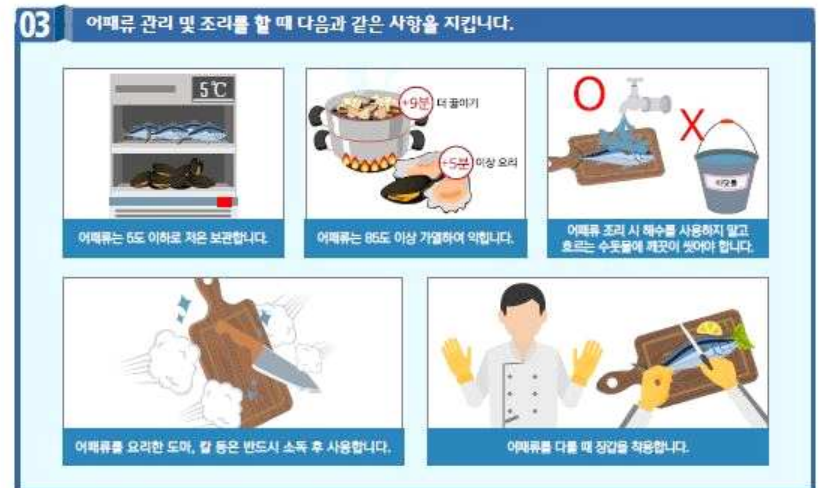 03 어패류 관리 및 조리를 할 때 다음과 같은 사항을 지킵니다.
5℃
+9분 더 끓이기
+5분 이상 요리
O
X
바닷물
어패류는 5도 이하로 저온 보관합니다.
어패류는 85도 이상 가열하여 익힙니다.
어패류 조리 시 해수를 사용하지 말고
흐르는 수돗물에 깨끗이 씻어야 합니다.
어패류를 요리한 도마, 칼 등은 반드시 소독 후 사용합니다.
어패류를 다룰 때 장갑을 착용합니다.